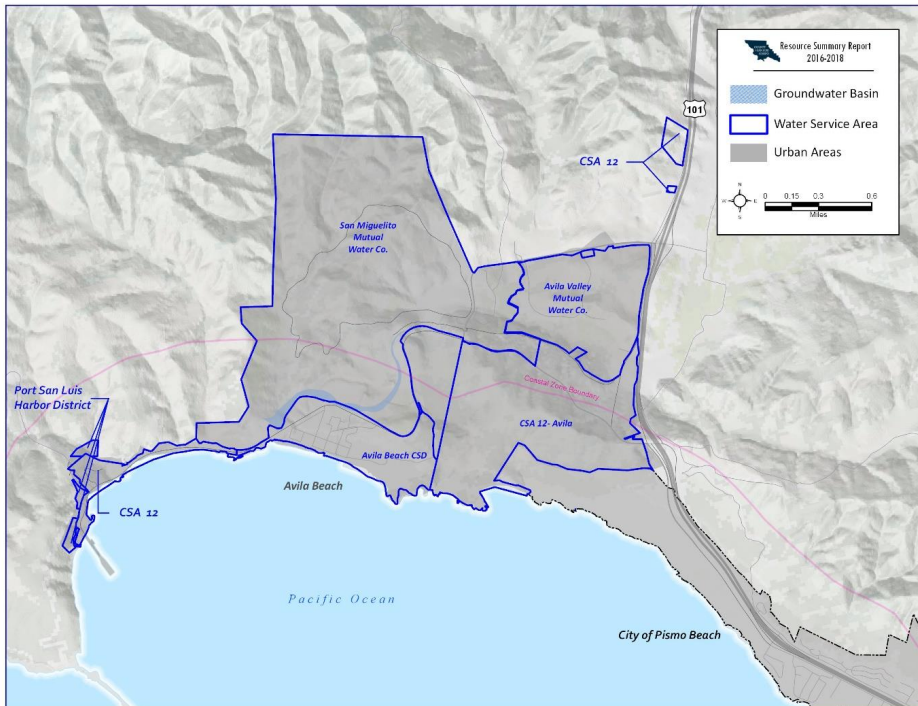 Resource Summary Report
2016-2018
Groundwater Basin
Water Service Area
Urban Areas
N
W
E
S
0 0.15 0.3 0.6
Miles
101
CSA 12
San Miguelito
Mutual
Water Co.
Avila Valley
Mutual
Water Co.
Coastal Zone Boundary
Port San Luis
Harbor District
CSA 12- Avila
Avila Beach CSD
Avila Beach
CSA 12
Pacific Ocean
City of Pismo Beach